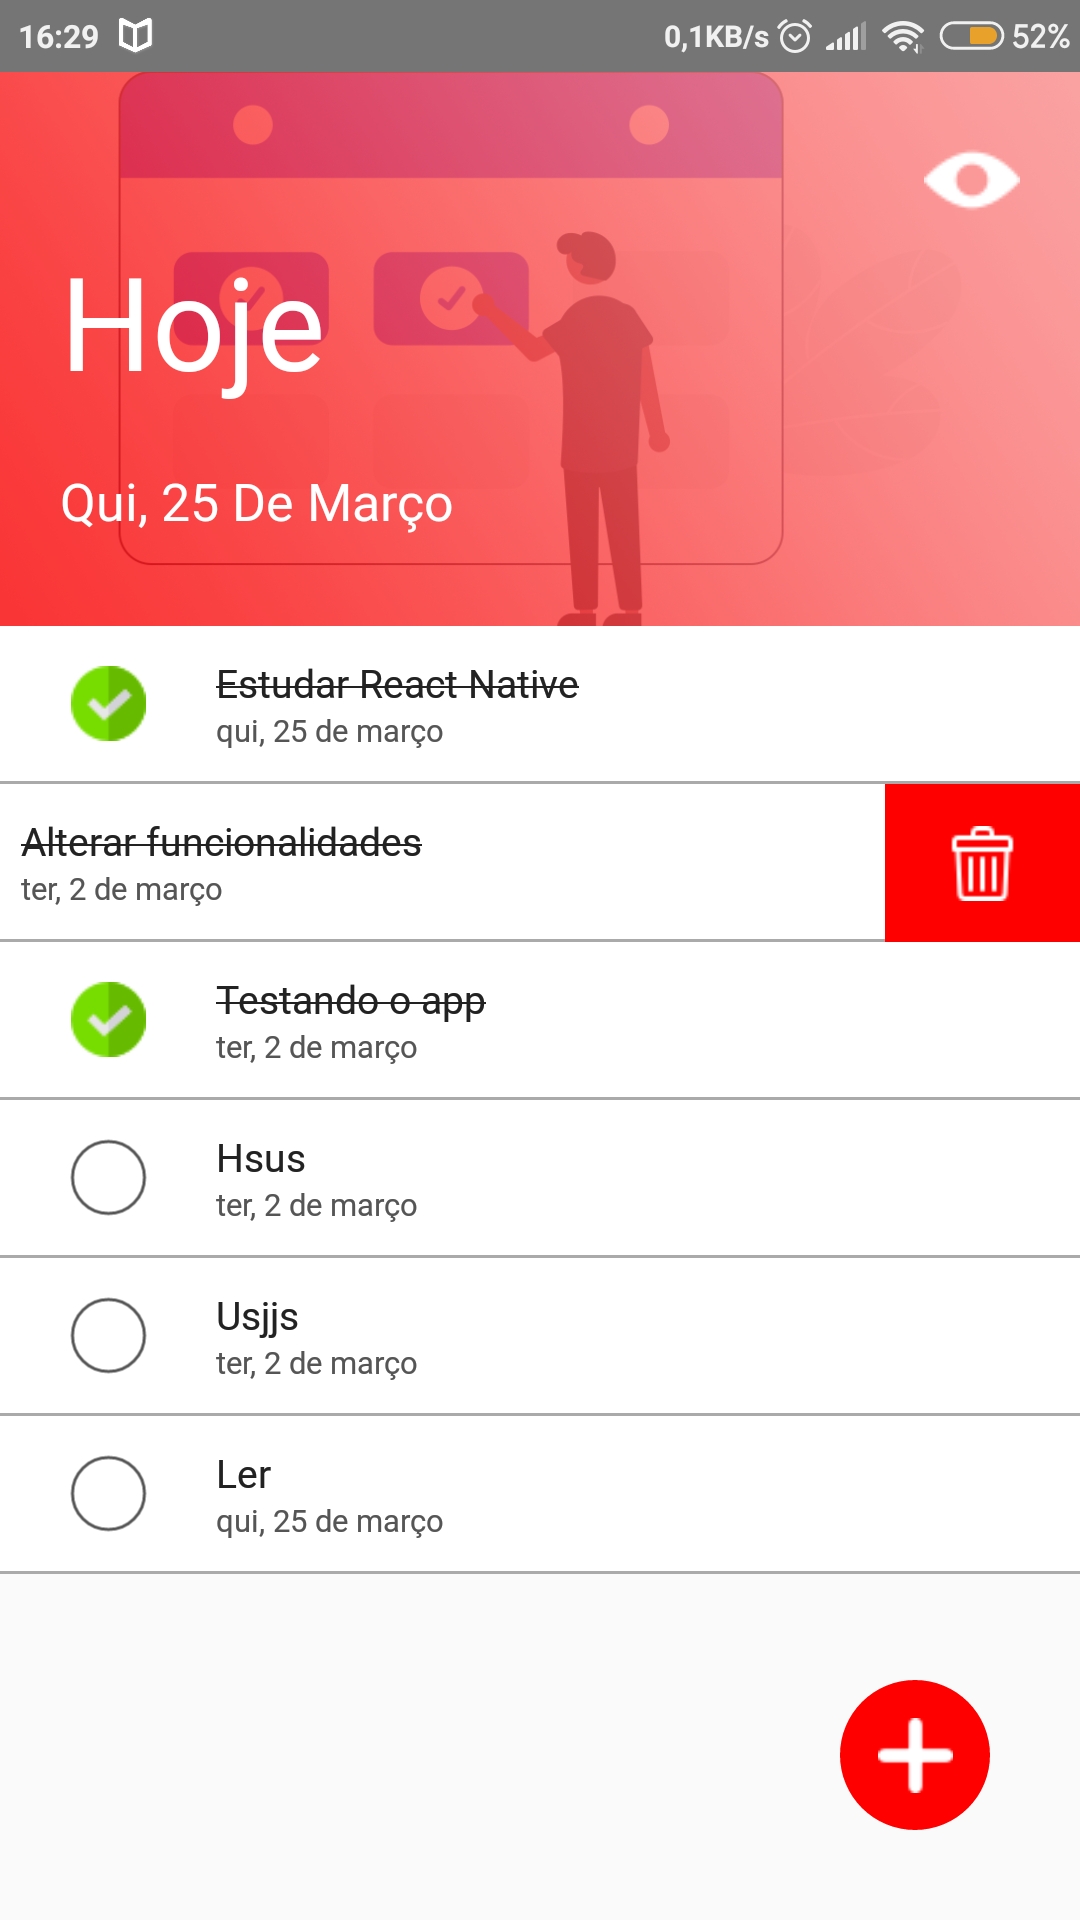 16:29 0,1KB/s 52%
Hoje
Qui, 25 De Março
Estudar React Native
qui, 25 de março
Alterar funcionalidades
ter, 2 de março
Testando o app
ter, 2 de março
Hsus
ter, 2 de março
Usjjs
ter, 2 de março
Ler
qui, 25 de março